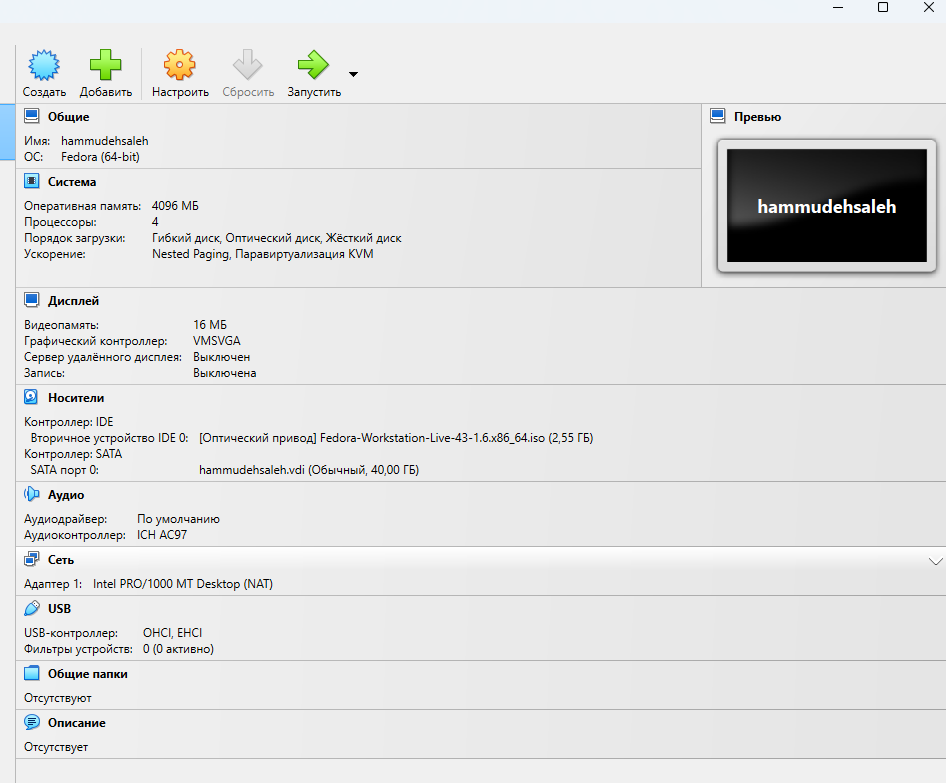 Создать Добавить Настроить Сбросить Запустить
Общие
Имя: hammudehsaleh
ОС: Fedora (64-bit)
Превью
hammudehsaleh
Система
Оперативная память: 4096 МБ
Процессоры: 4
Порядок загрузки: Гибкий диск, Оптический диск, Жёсткий диск
Ускорение: Nested Paging, Паравиртуализация KVM
Дисплей
Видеопамять: 16 МБ
Графический контроллер: VMSVGA
Сервер удалённого дисплея: Выключен
Запись: Выключена
Носители
Контроллер: IDE
Вторичное устройство IDE 0: [Оптический привод] Fedora-Workstation-Live-43-1.6.x86_64.iso (2,55 ГБ)
Контроллер: SATA
SATA порт 0: hammudehsaleh.vdi (Обычный, 40,00 ГБ)
Аудио
Аудиодрайвер: По умолчанию
Аудиоконтроллер: ICH AC97
Сеть
Адаптер 1: Intel PRO/1000 MT Desktop (NAT)
USB
USB-контроллер: OHCI, EHCI
Фильтры устройств: 0 (0 активно)
Общие папки
Отсутствуют
Описание
Отсутствует